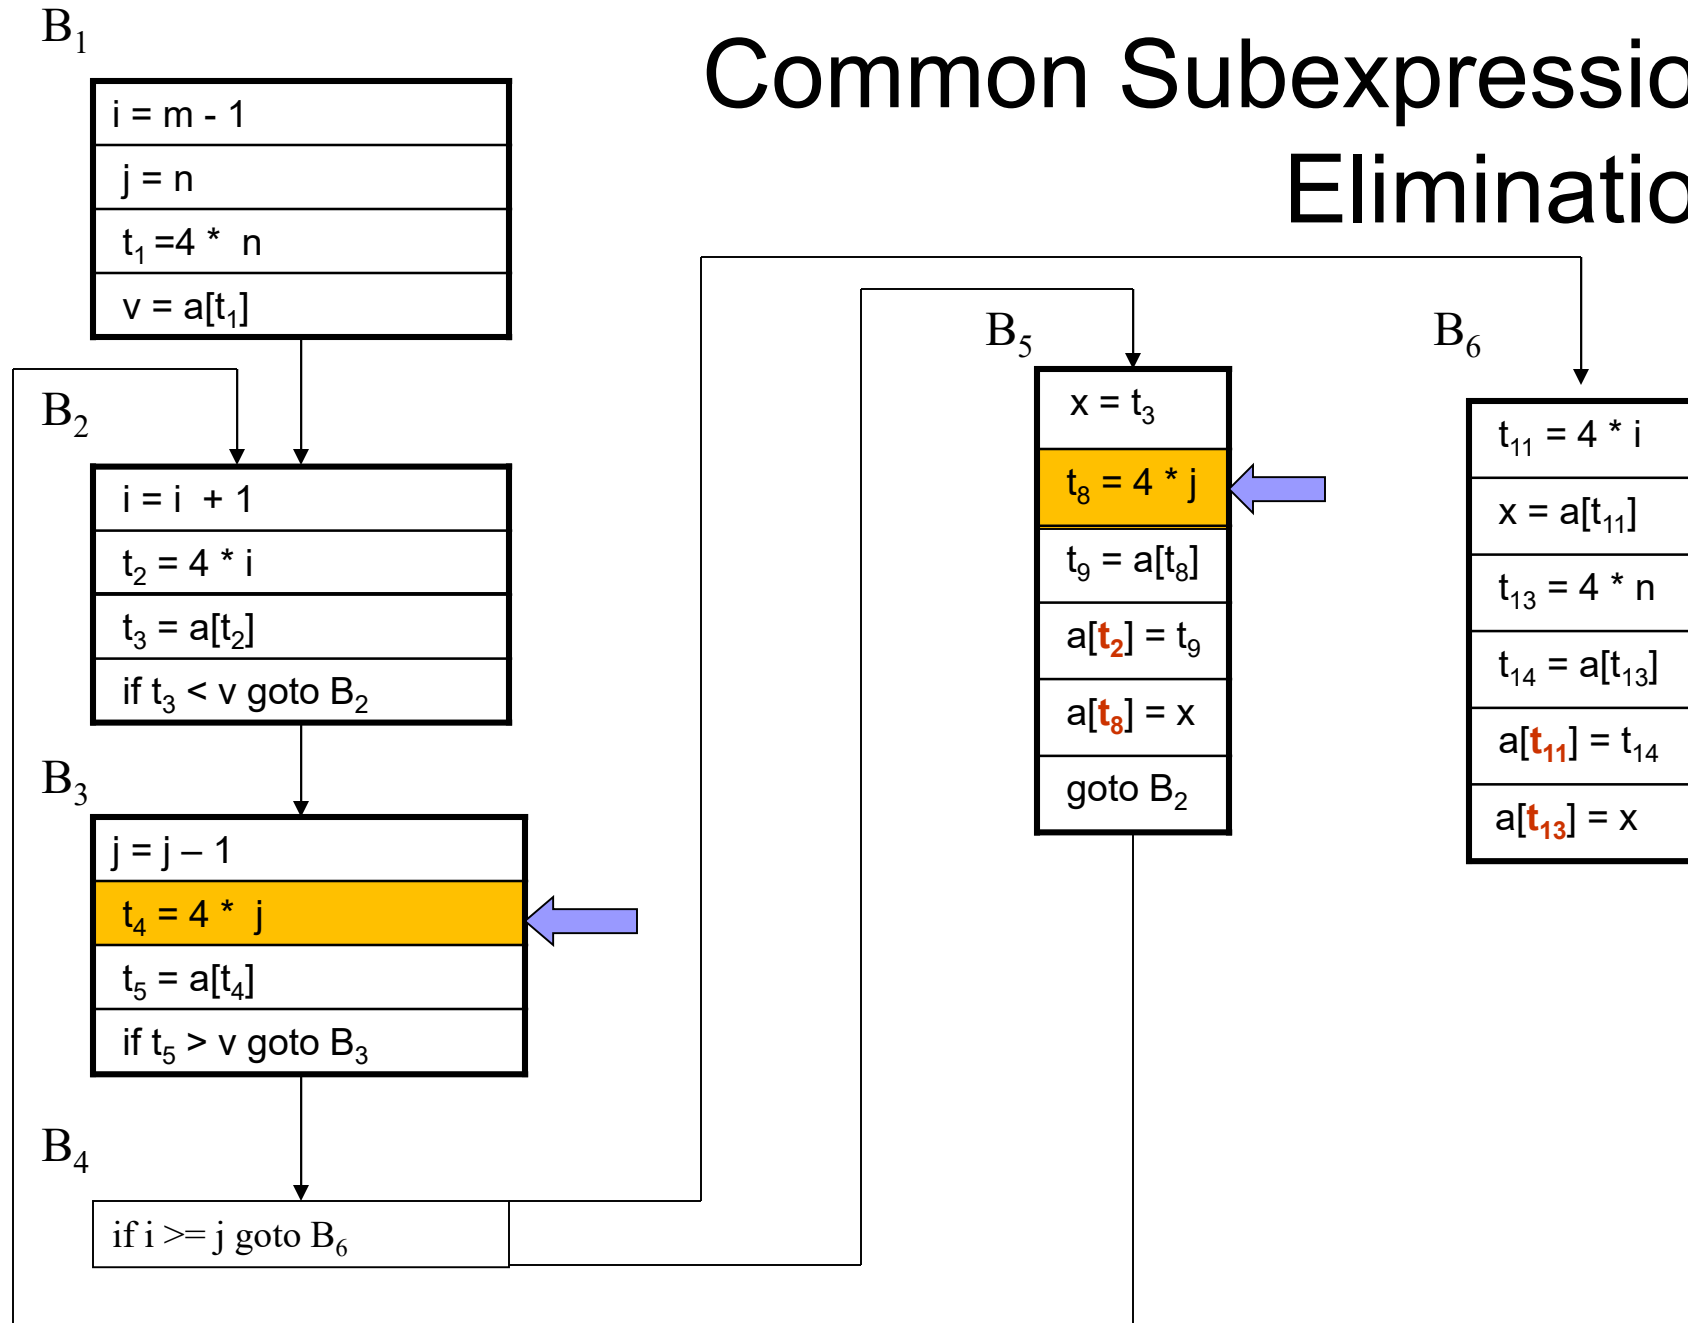 Common Subexpressio
Eliminatio
B₁
i = m - 1
j = n
t₁ =4 * n
v = a[t₁]
B₂
i = i + 1
t₂ = 4 * i
t₃ = a[t₂]
if t₃ < v goto B₂
B₃
j = j – 1
t₄ = 4 * j
t₅ = a[t₄]
if t₅ > v goto B₃
B₄
if i >= j goto B₆
B₅
x = t₃
t₈ = 4 * j
t₉ = a[t₈]
a[t₂] = t₉
a[t₈] = x
goto B₂
B₆
t₁₁ = 4 * i
x = a[t₁₁]
t₁₃ = 4 * n
t₁₄ = a[t₁₃]
a[t₁₁] = t₁₄
a[t₁₃] = x